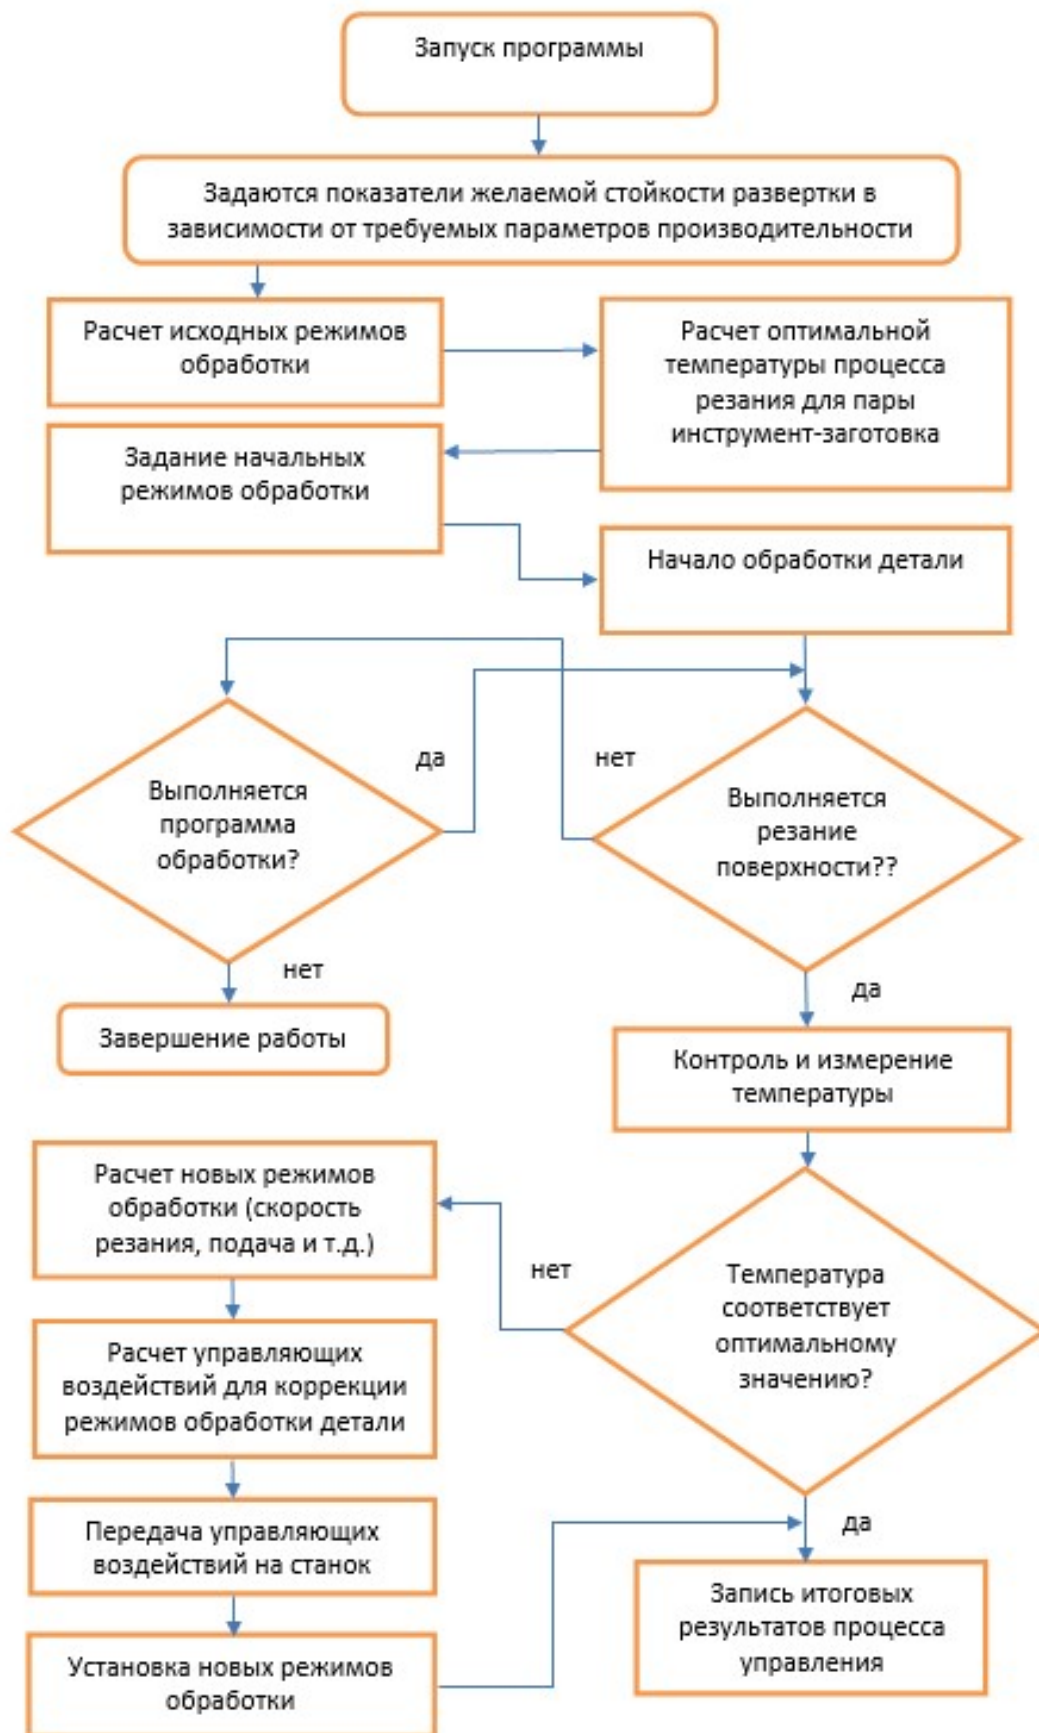 Запуск программы
Задаются показатели желаемой стойкости развертки в
зависимости от требуемых параметров производительности
Расчет исходных режимов
обработки
Расчет оптимальной
температуры процесса
резания для пары
инструмент-заготовка
Задание начальных
режимов обработки
Начало обработки детали
да
нет
Выполняется
программа
обработки?
Выполняется
резание
поверхности??
нет
да
Завершение работы
Контроль и измерение
температуры
Расчет новых режимов
обработки (скорость
резания, подача и т.д.)
нет
Температура
соответствует
оптимальному
значению?
Расчет управляющих
воздействий для коррекции
режимов обработки детали
да
Передача управляющих
воздействий на станок
Запись итоговых
результатов процесса
управления
Установка новых режимов
обработки